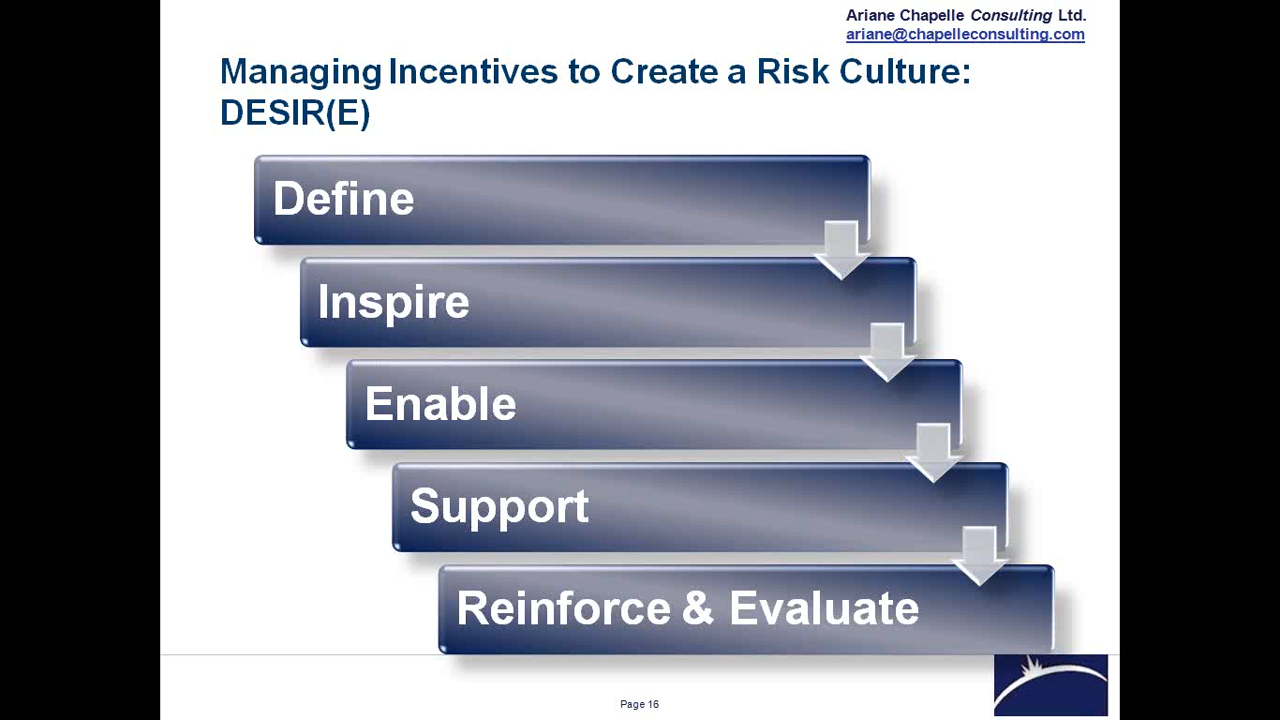 Ariane Chapelle Consulting Ltd.
ariane@chapelleconsulting.com
Managing Incentives to Create a Risk Culture:
DESIR(E)
Define
Inspire
Enable
Support
Reinforce & Evaluate
Page 16